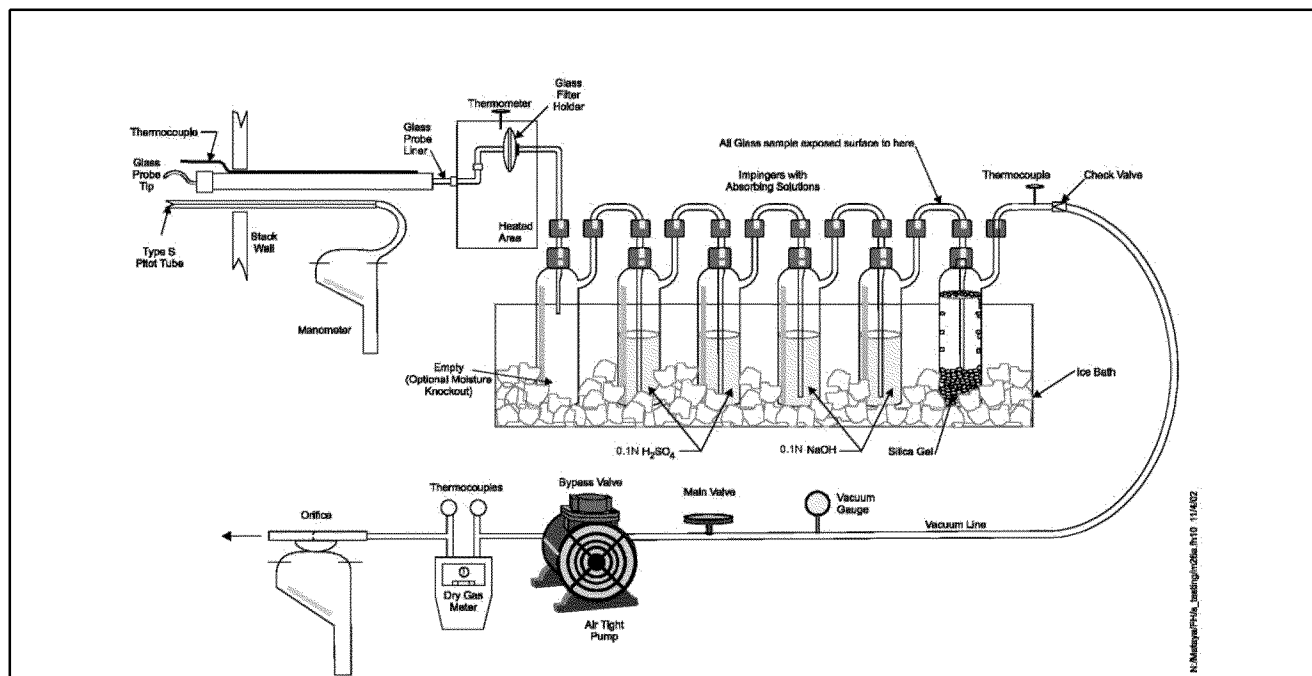 Thermocouple
Glass
Probe
Tip
Type S
Pitot Tube
Stack
Wall
Manometer
Glass
Probe
Liner
Thermometer
Glass
Filter
Holder
Heated
Area
Impingers with
Absorbing Solutions
All Glass sample exposed surface to here
Thermocouple
Check Valve
Empty
(Optional Moisture
Knockout)
0.1N H₂SO₄
0.1N NaOH
Silica Gel
Ice Bath
Orifice
Thermocouples
Dry Gas
Meter
Bypass Valve
Air Tight
Pump
Main Valve
Vacuum
Gauge
Vacuum Line